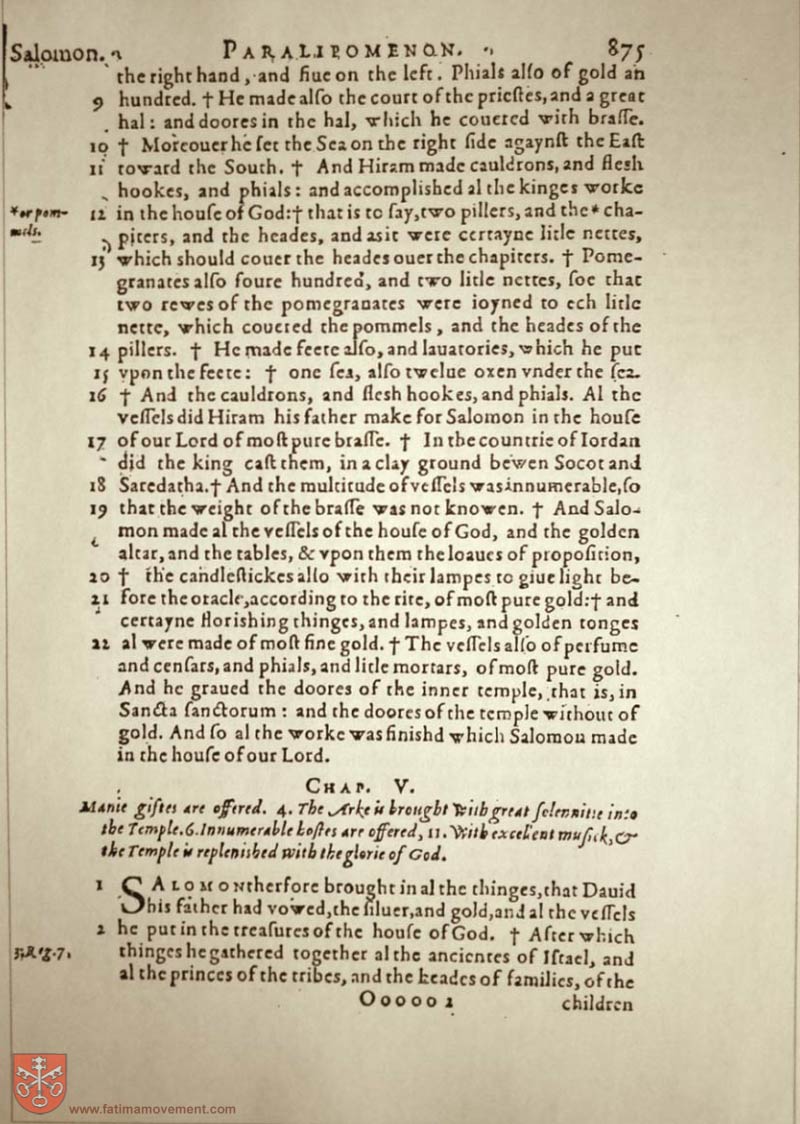 Salomon. PARALIPOMENON. 875
the right hand, and fiue on the left. Phials alſo of gold an
9 hundred. † He made alſo the court of the prieſtes, and a great
hal: and doores in the hal, which he couered with braſſe.
10 † Moreouer he ſet the Sea on the right ſide agaynſt the Eaſt
11 toward the South. † And Hiram made cauldrons, and flesh
hookes, and phials: and accomplished al the kinges worke
*or pom- 12 in the houſe of God: † that is to ſay, two pillers, and the * cha-
mels. piters, and the heades, and as it were certayne litle nettes,
13 which should couer the heades ouer the chapiters. † Pome-
granates alſo foure hundred, and two litle nettes, ſoe that
two rewes of the pomegranates were ioyned to ech litle
nette, which couered the pommels, and the heades of the
14 pillers. † He made feete alſo, and lauatories, which he put
15 vpon the feete: † one ſea, alſo twelue oxen vnder the ſea.
16 † And the cauldrons, and flesh hookes, and phials. Al the
veſſels did Hiram his father make for Salomon in the houſe
17 of our Lord of moſt pure braſſe. † In the countrie of Iordan
did the king caſt them, in a clay ground bewen Socot and
18 Saredatha. † And the multitude of veſſels was innumerable, ſo
19 that the weight of the braſſe was not knowen. † And Salo-
mon made al the veſſels of the houſe of God, and the golden
altar, and the tables, & vpon them the loaues of propoſition,
20 † the candleſtickes alſo with their lampes to giue light be-
21 fore the oracle, according to the rite, of moſt pure gold: † and
certayne florishing thinges, and lampes, and golden tonges
22 al were made of moſt fine gold. † The veſſels alſo of perfume
and cenſars, and phials, and litle mortars, of moſt pure gold.
And he graued the doores of the inner temple, that is, in
Sancta ſanctorum: and the doores of the temple without of
gold. And ſo al the worke was finishd which Salomon made
in the houſe of our Lord.
CHAP. V.
Manie giftes are offered. 4. The Arke is brought with great ſolennitie into
the Temple. 6. Innumerable hoſtes are offered, 11. With excellent muſick, &
the Temple is replenished with the glorie of God.
1 SALOMON therfore brought in al the thinges, that Dauid
his father had vowed, the ſiluer, and gold, and al the veſſels
2 he put in the treaſures of the houſe of God. † After which
3. Reg. 7. thinges he gathered together al the ancientes of Iſrael, and
al the princes of the tribes, and the heades of families, of the
Ooooo 2 children
www.fatimamovement.com